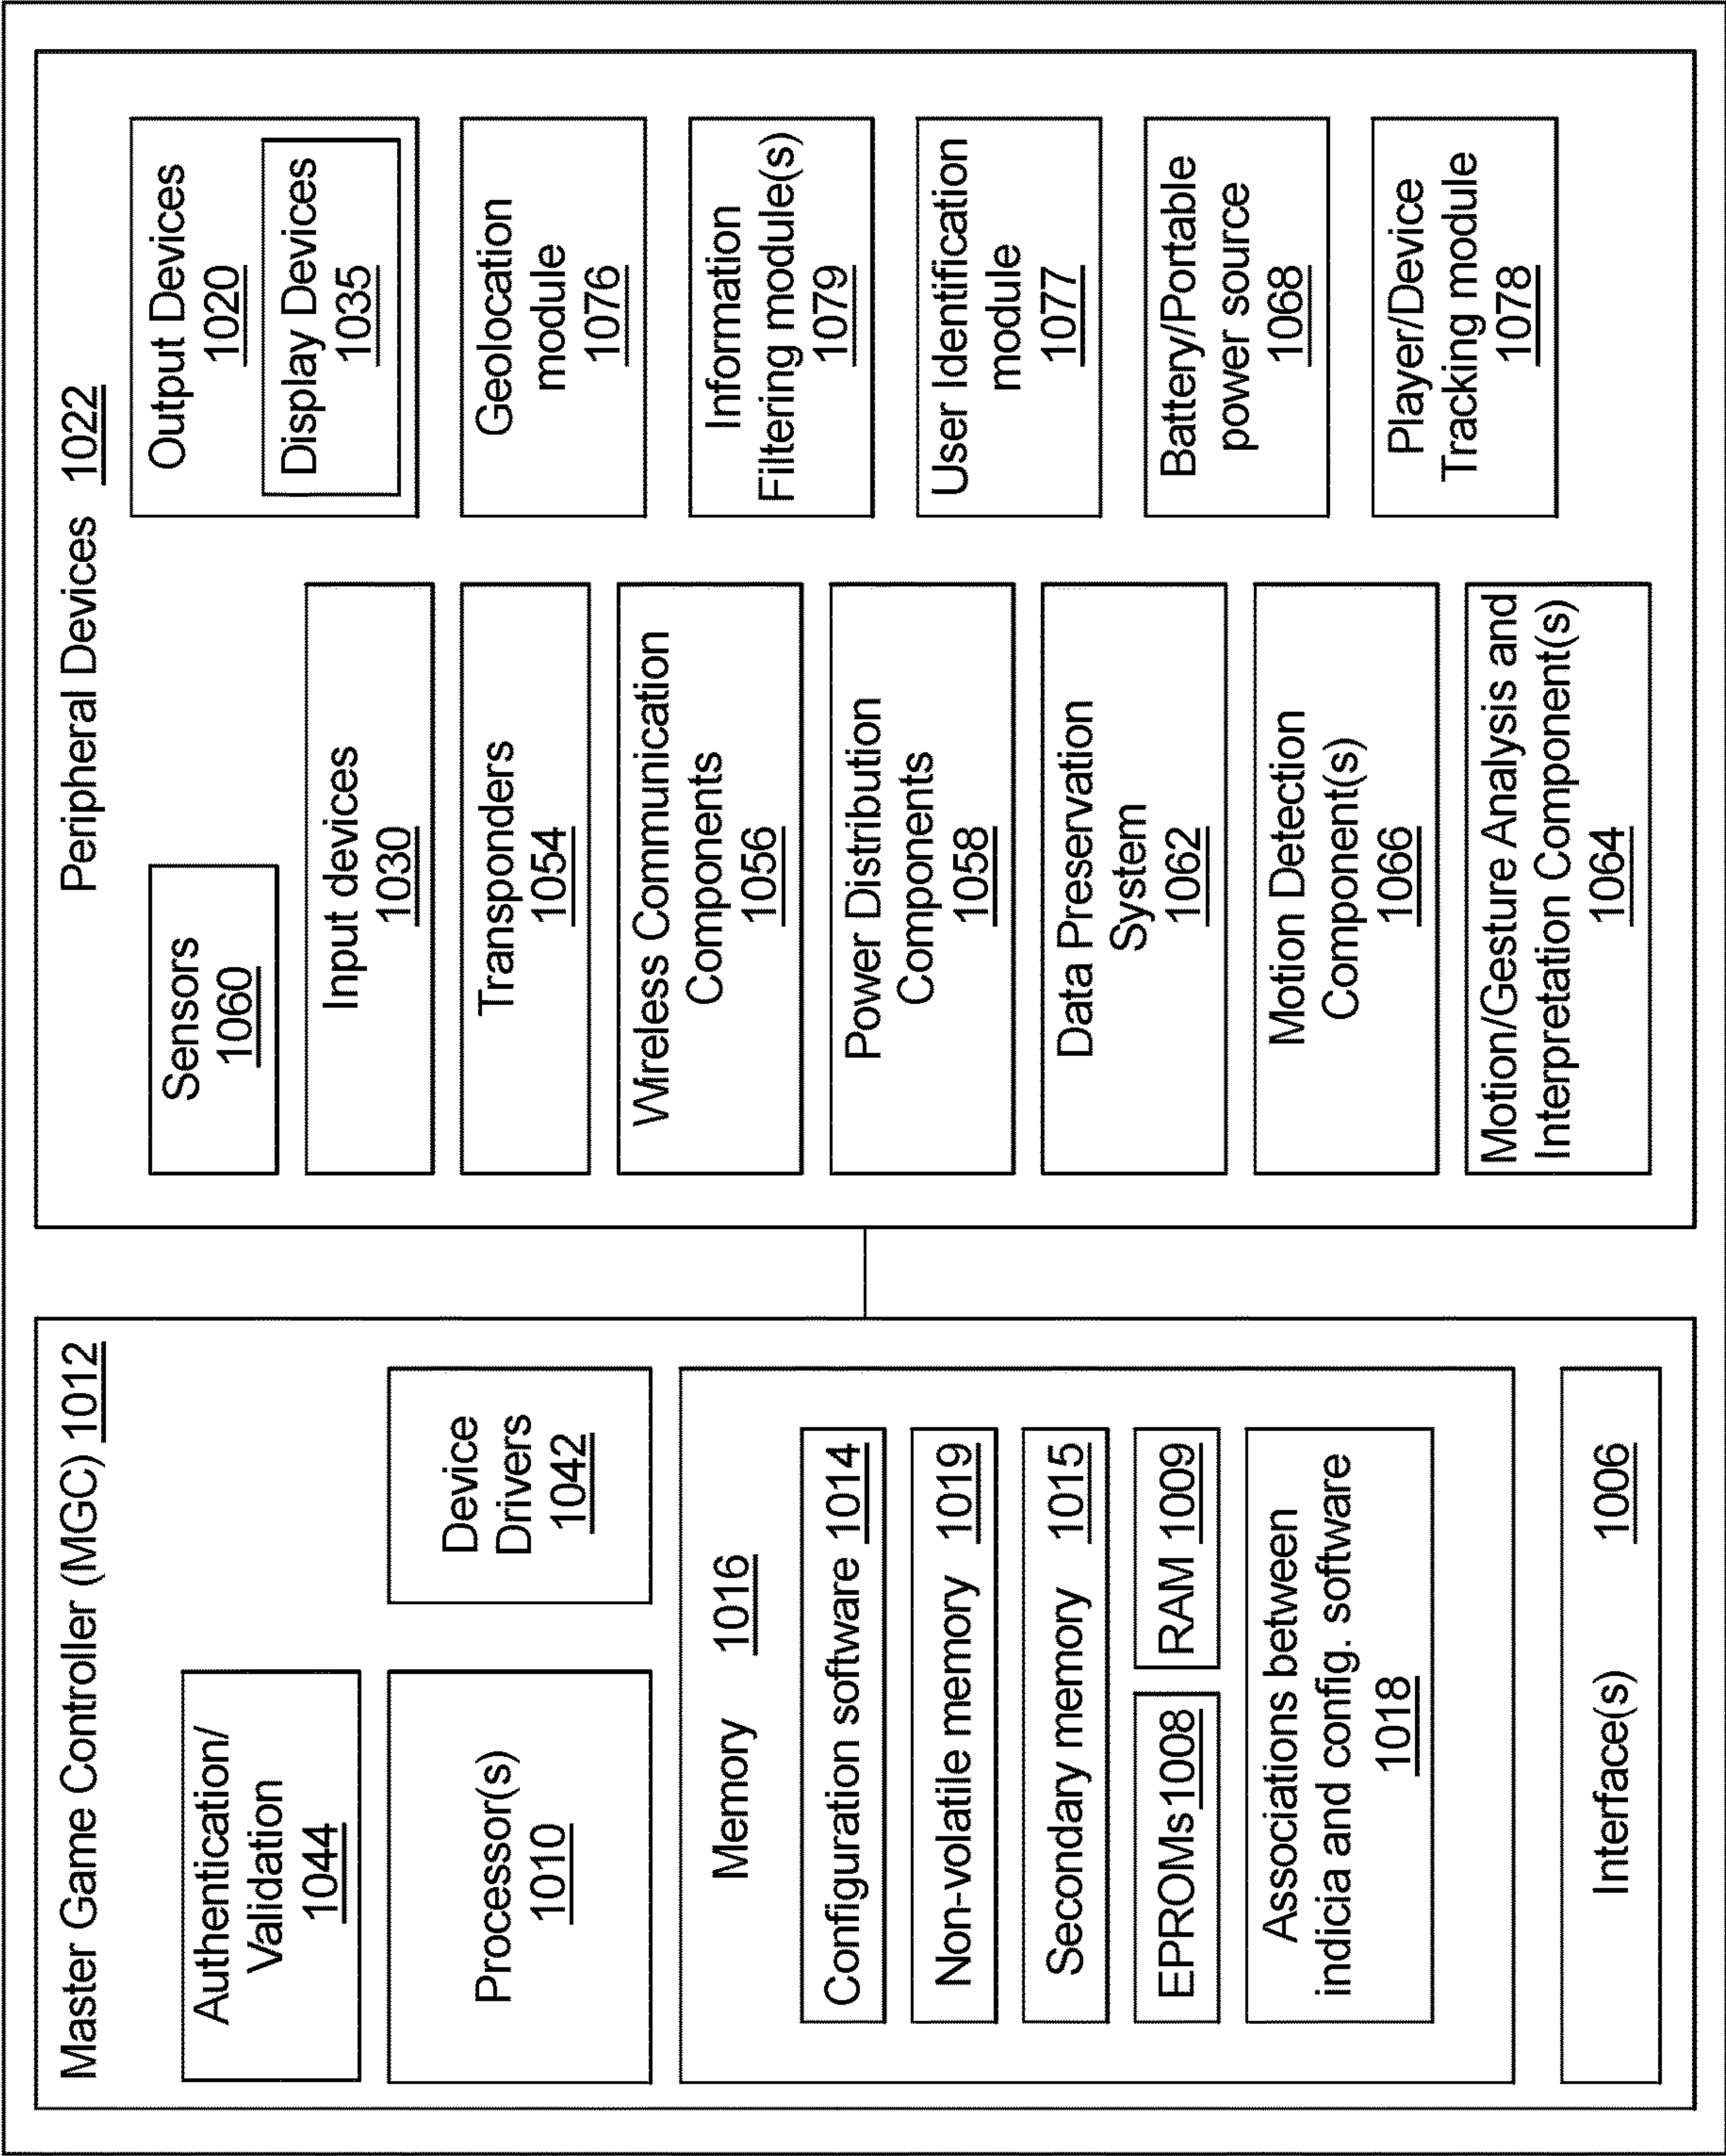 Master Game Controller (MGC) 1012
Authentication/
Validation
1044
Processor(s)
1010
Device
Drivers
1042
Memory 1016
Configuration software 1014
Non-volatile memory 1019
Secondary memory 1015
EPROMs1008
RAM 1009
Associations between
indicia and config. software
1018
Interface(s) 1006
Peripheral Devices 1022
Sensors
1060
Input devices
1030
Transponders
1054
Wireless Communication
Components
1056
Power Distribution
Components
1058
Data Preservation
System
1062
Motion Detection
Component(s)
1066
Motion/Gesture Analysis and
Interpretation Component(s)
1064
Output Devices
1020
Display Devices
1035
Geolocation
module
1076
Information
Filtering module(s)
1079
User Identification
module
1077
Battery/Portable
power source
1068
Player/Device
Tracking module
1078